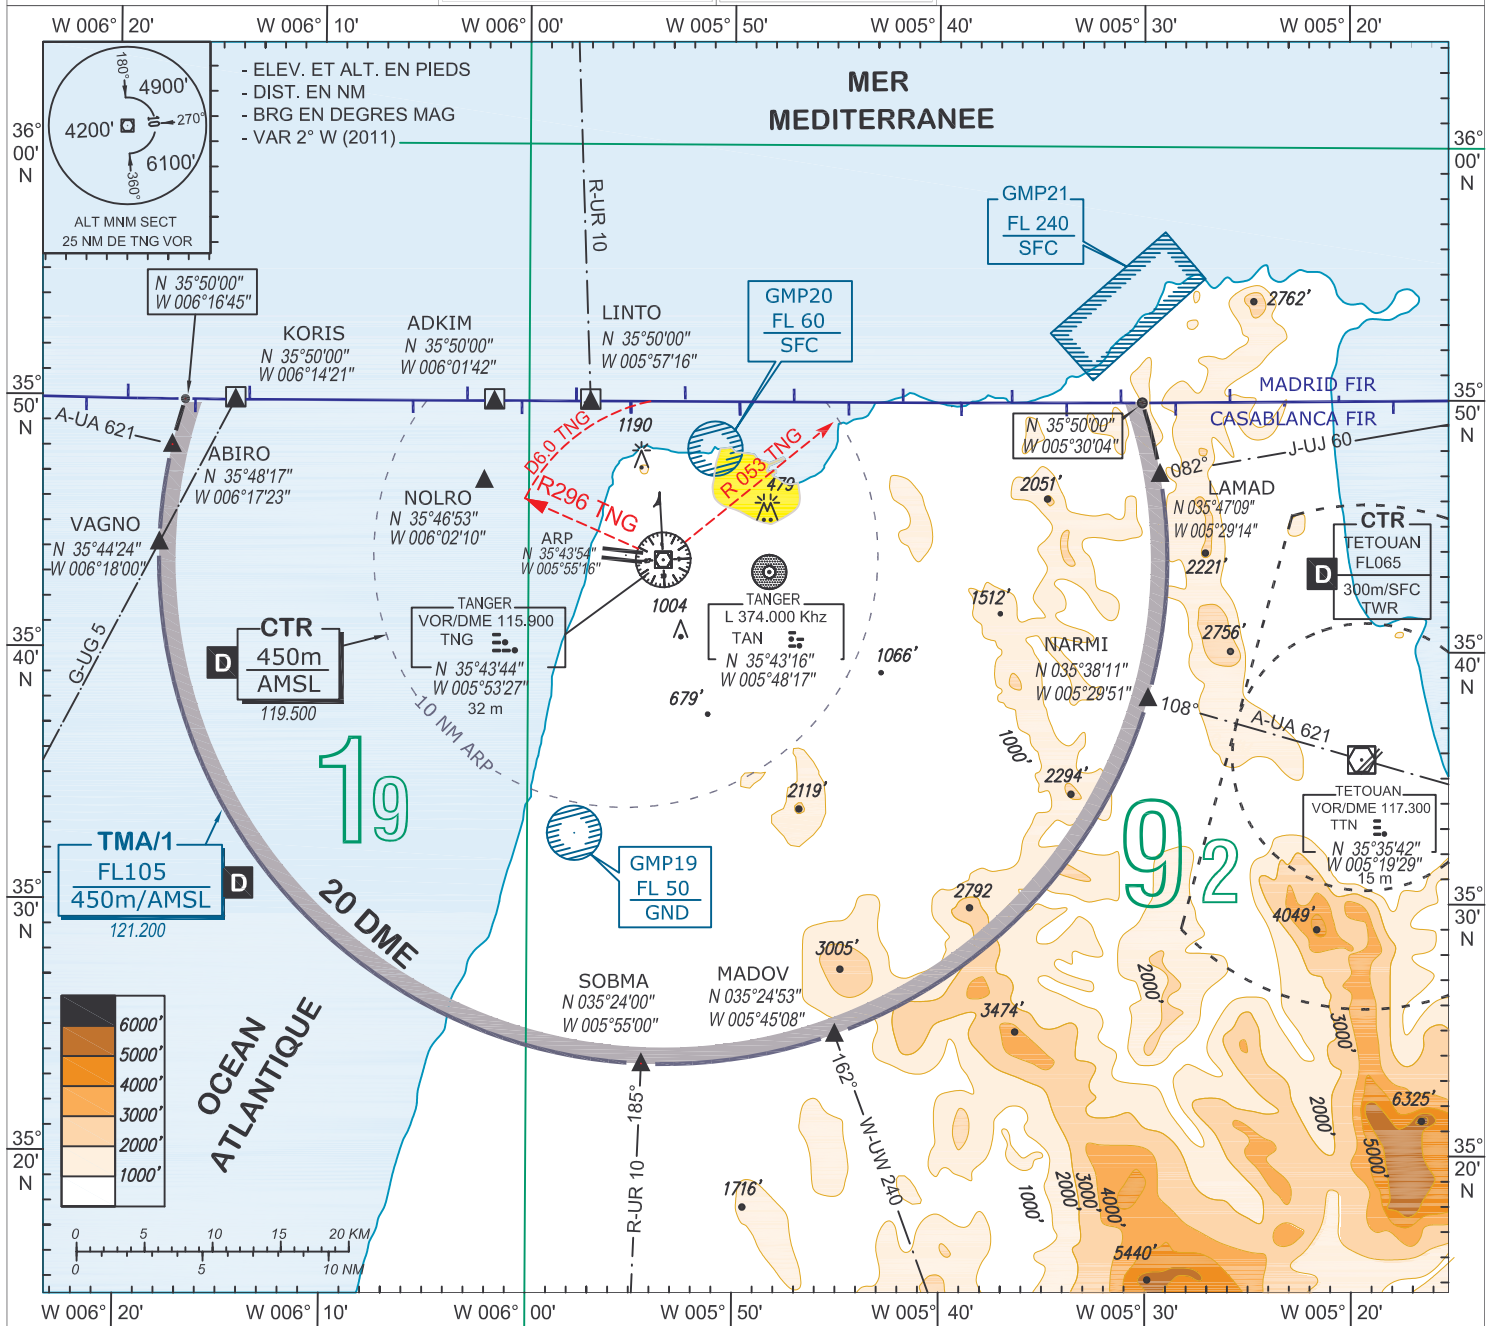 W 006° 20'
W 006° 10'
W 006° 00'
W 005° 50'
W 005° 40'
W 005° 30'
W 005° 20'
180°
4900'
4200'
10
270°
6100'
360°
ALT MNM SECT
25 NM DE TNG VOR
- ELEV. ET ALT. EN PIEDS
- DIST. EN NM
- BRG EN DEGRES MAG
- VAR 2° W (2011)
MER
MEDITERRANEE
36°
00'
N
36°
00'
N
R-UR 10
GMP21
FL 240
SFC
N 35°50'00"
W 006°16'45"
KORIS
N 35°50'00"
W 006°14'21"
ADKIM
N 35°50'00"
W 006°01'42"
LINTO
N 35°50'00"
W 005°57'16"
GMP20
FL 60
SFC
2762'
35°
50'
N
MADRID FIR
CASABLANCA FIR
35°
50'
N
A-UA 621
N 35°50'00"
W 005°30'04"
J-UJ 60
082°
ABIRO
N 35°48'17"
W 006°17'23"
1190
D6.0 TNG
R 053 TNG
479
IR296 TNG
NOLRO
N 35°46'53"
W 006°02'10"
2051'
LAMAD
N 035°47'09"
W 005°29'14"
2221'
VAGNO
N 35°44'24"
W 006°18'00"
ARP
N 35°43'54"
W 005°55'16"
CTR
TETOUAN
FL065
300m/SFC
TWR
D
TANGER
VOR/DME 115.900
TNG
N 35°43'44"
W 005°53'27"
32 m
1004
TANGER
L 374.000 Khz
TAN
N 35°43'16"
W 005°48'17"
1512'
2756'
35°
40'
N
35°
40'
N
G-UG 5
CTR
450m
AMSL
D
119.500
1066'
NARMI
N 035°38'11"
W 005°29'51"
679'
10 NM ARP
108°
A-UA 621
19
1000'
2294'
2119'
TETOUAN
VOR/DME 117.300
TTN
N 35°35'42"
W 005°19'29"
15 m
92
TMA/1
FL105
450m/AMSL
D
121.200
GMP19
FL 50
GND
35°
30'
N
35°
30'
N
20 DME
2792
4049'
3005'
2000'
SOBMA
N 035°24'00"
W 005°55'00"
MADOV
N 035°24'53"
W 005°45'08"
3474'
3000'
6000'
5000'
4000'
3000'
2000'
1000'
OCEAN
ATLANTIQUE
185°
R-UR 10
162°
W-UW 240
2000'
6325'
5000'
35°
20'
N
35°
20'
N
1716'
1000'
2000'
3000'
4000'
5440'
0 5 10 15 20 KM
0 5 10 NM
W 006° 20'
W 006° 10'
W 006° 00'
W 005° 50'
W 005° 40'
W 005° 30'
W 005° 20'